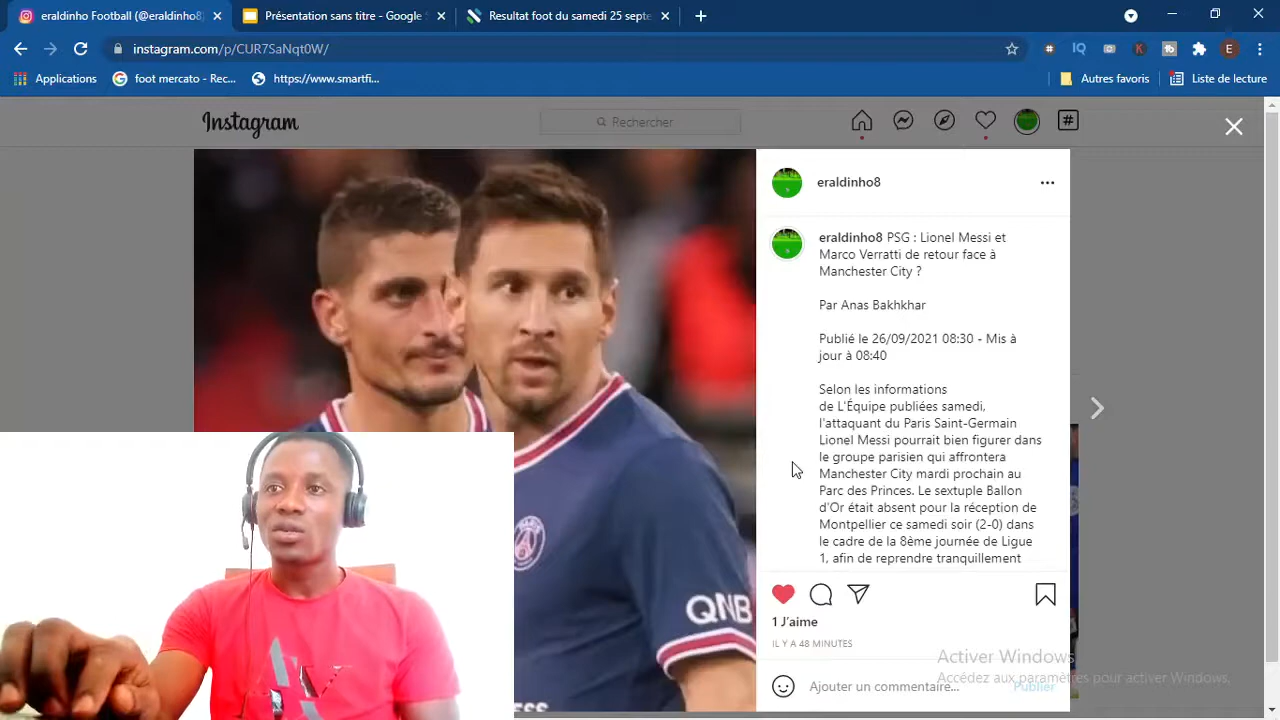 eraldinho Football (@eraldinho8)
Présentation sans titre - Google S
Resultat foot du samedi 25 septe
instagram.com/p/CUR7SaNqt0W/
IQ
K
E
Applications
foot mercato - Rec...
https://www.smartfi...
Autres favoris
Liste de lecture
Instagram
Rechercher
eraldinho8
eraldinho8 PSG : Lionel Messi et
Marco Verratti de retour face à
Manchester City ?
Par Anas Bakhkhar
Publié le 26/09/2021 08:30 - Mis à
jour à 08:40
Selon les informations
de L'Équipe publiées samedi,
l'attaquant du Paris Saint-Germain
Lionel Messi pourrait bien figurer dans
le groupe parisien qui affrontera
Manchester City mardi prochain au
Parc des Princes. Le sextuple Ballon
d'Or était absent pour la réception de
Montpellier ce samedi soir (2-0) dans
le cadre de la 8ème journée de Ligue
1, afin de reprendre tranquillement
QNB
1 J'aime
IL Y A 48 MINUTES
Activer Windows
Accédez aux paramètres pour activer Windows.
Ajouter un commentaire...
Publier